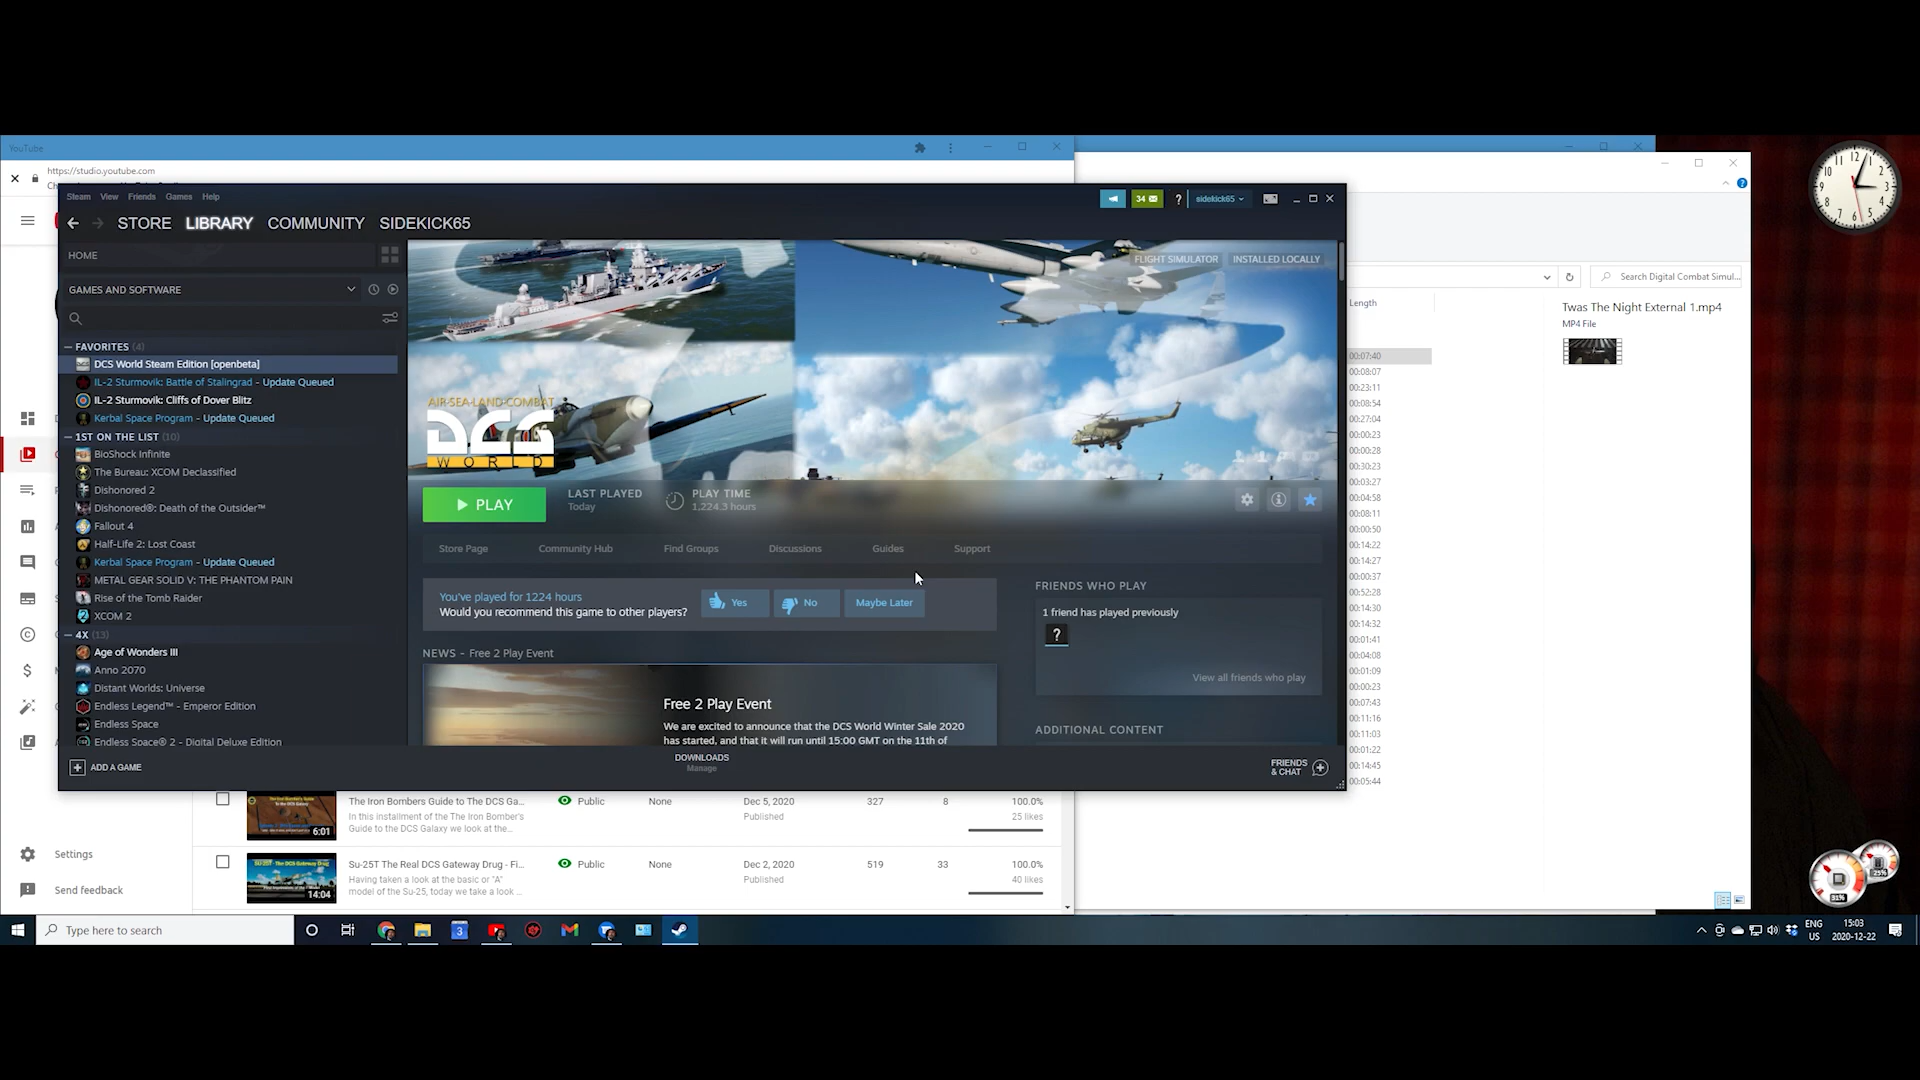 YouTube
https://studio.youtube.com
Steam View Friends Games Help
34
?
sidekick65
STORE LIBRARY COMMUNITY SIDEKICK65
HOME
GAMES AND SOFTWARE
FAVORITES (4)
DCS World Steam Edition [openbeta]
IL-2 Sturmovik: Battle of Stalingrad - Update Queued
IL-2 Sturmovik: Cliffs of Dover Blitz
Kerbal Space Program - Update Queued
1ST ON THE LIST (10)
BioShock Infinite
The Bureau: XCOM Declassified
Dishonored 2
Dishonored®: Death of the Outsider™
Fallout 4
Half-Life 2: Lost Coast
Kerbal Space Program - Update Queued
METAL GEAR SOLID V: THE PHANTOM PAIN
Rise of the Tomb Raider
XCOM 2
4X (13)
Age of Wonders III
Anno 2070
Distant Worlds: Universe
Endless Legend™ - Emperor Edition
Endless Space
Endless Space® 2 - Digital Deluxe Edition
ADD A GAME
FLIGHT SIMULATOR INSTALLED LOCALLY
AIR-SEA-LAND-COMBAT
DCS
WORLD
PLAY
LAST PLAYED
Today
PLAY TIME
1,224.3 hours
Store Page Community Hub Find Groups Discussions Guides Support
You've played for 1224 hours
Would you recommend this game to other players?
Yes No Maybe Later
NEWS - Free 2 Play Event
Free 2 Play Event
We are excited to announce that the DCS World Winter Sale 2020
has started, and that it will run until 15:00 GMT on the 11th of
FRIENDS WHO PLAY
1 friend has played previously
?
View all friends who play
ADDITIONAL CONTENT
DOWNLOADS
Manage
FRIENDS
& CHAT
Search Digital Combat Simul...
Length
00:07:40
00:08:07
00:23:11
00:08:54
00:27:04
00:00:23
00:00:28
00:30:23
00:03:27
00:04:58
00:08:11
00:00:50
00:14:22
00:14:27
00:00:37
00:52:28
00:14:30
00:14:32
00:01:41
00:04:08
00:01:09
00:00:23
00:07:43
00:11:16
00:11:03
00:01:22
00:14:45
00:05:44
Twas The Night External 1.mp4
MP4 File
6:01
The Iron Bombers Guide to The DCS Ga...
In this installment of the The Iron Bomber's
Guide to the DCS Galaxy we look at the...
Public None Dec 5, 2020 327 8 100.0%
Published 25 likes
14:04
Su-25T The Real DCS Gateway Drug - Fi...
Having taken a look at the basic or "A"
model of the Su-25, today we take a look ...
Public None Dec 2, 2020 519 33 100.0%
Published 40 likes
Settings
Send feedback
Type here to search
3
ENG
US
15:03
2020-12-22
12 1 2 3 4 5 6 7 8 9 10 11
31%
25%